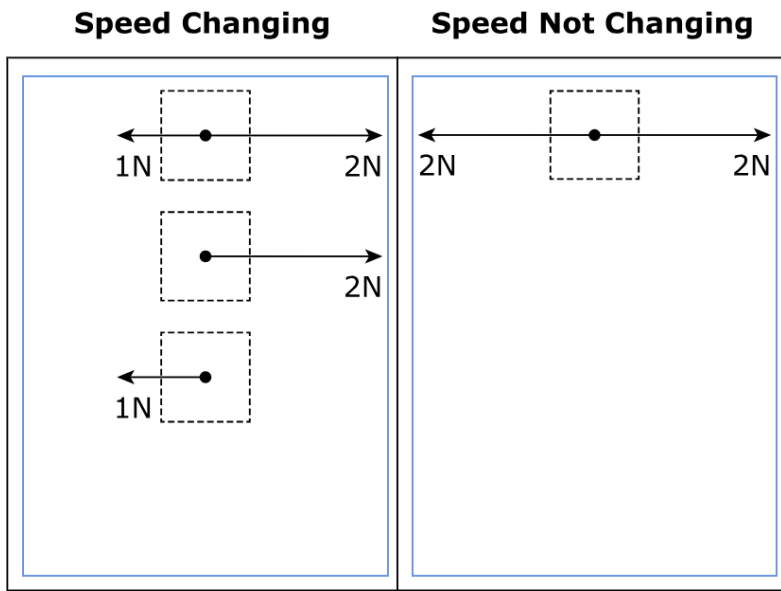 Speed Changing
Speed Not Changing
1N 2N
2N 2N
2N
1N